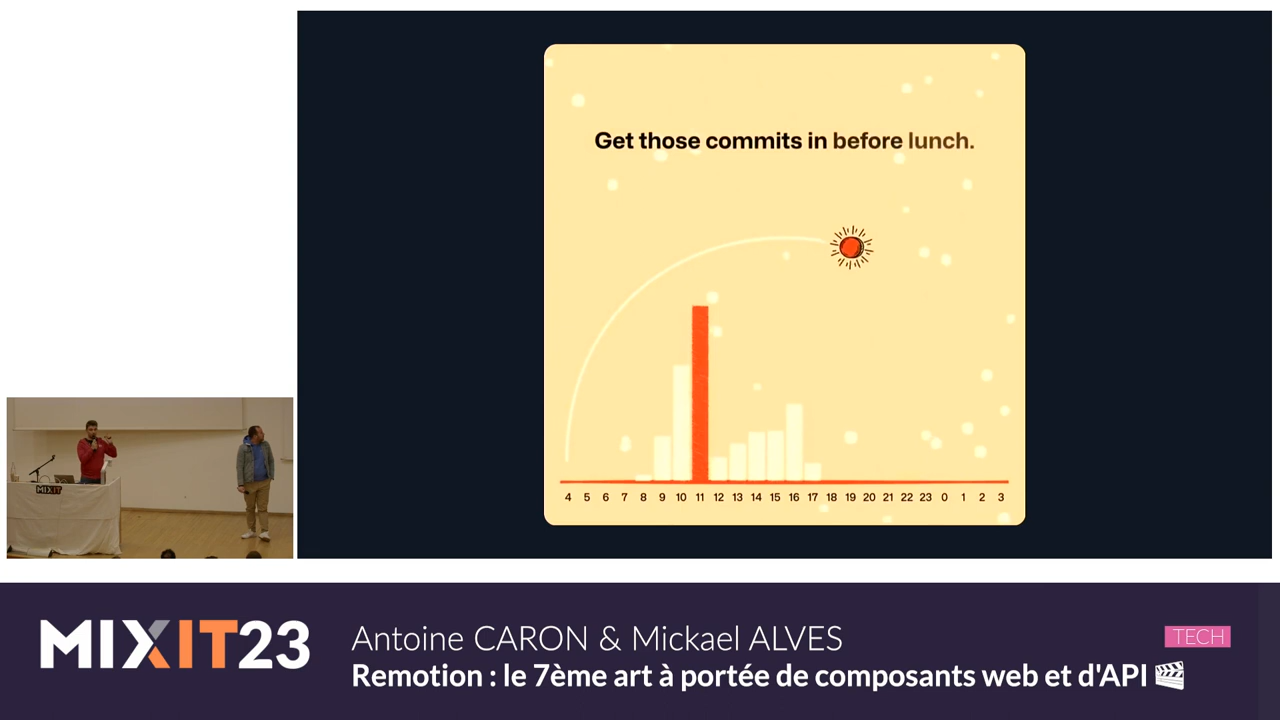 Get those commits in before lunch.
4 5 6 7 8 9 10 11 12 13 14 15 16 17 18 19 20 21 22 23 0 1 2 3
MIXIT
MIXIT23
Antoine CARON & Mickael ALVES
TECH
Remotion : le 7ème art à portée de composants web et d'API